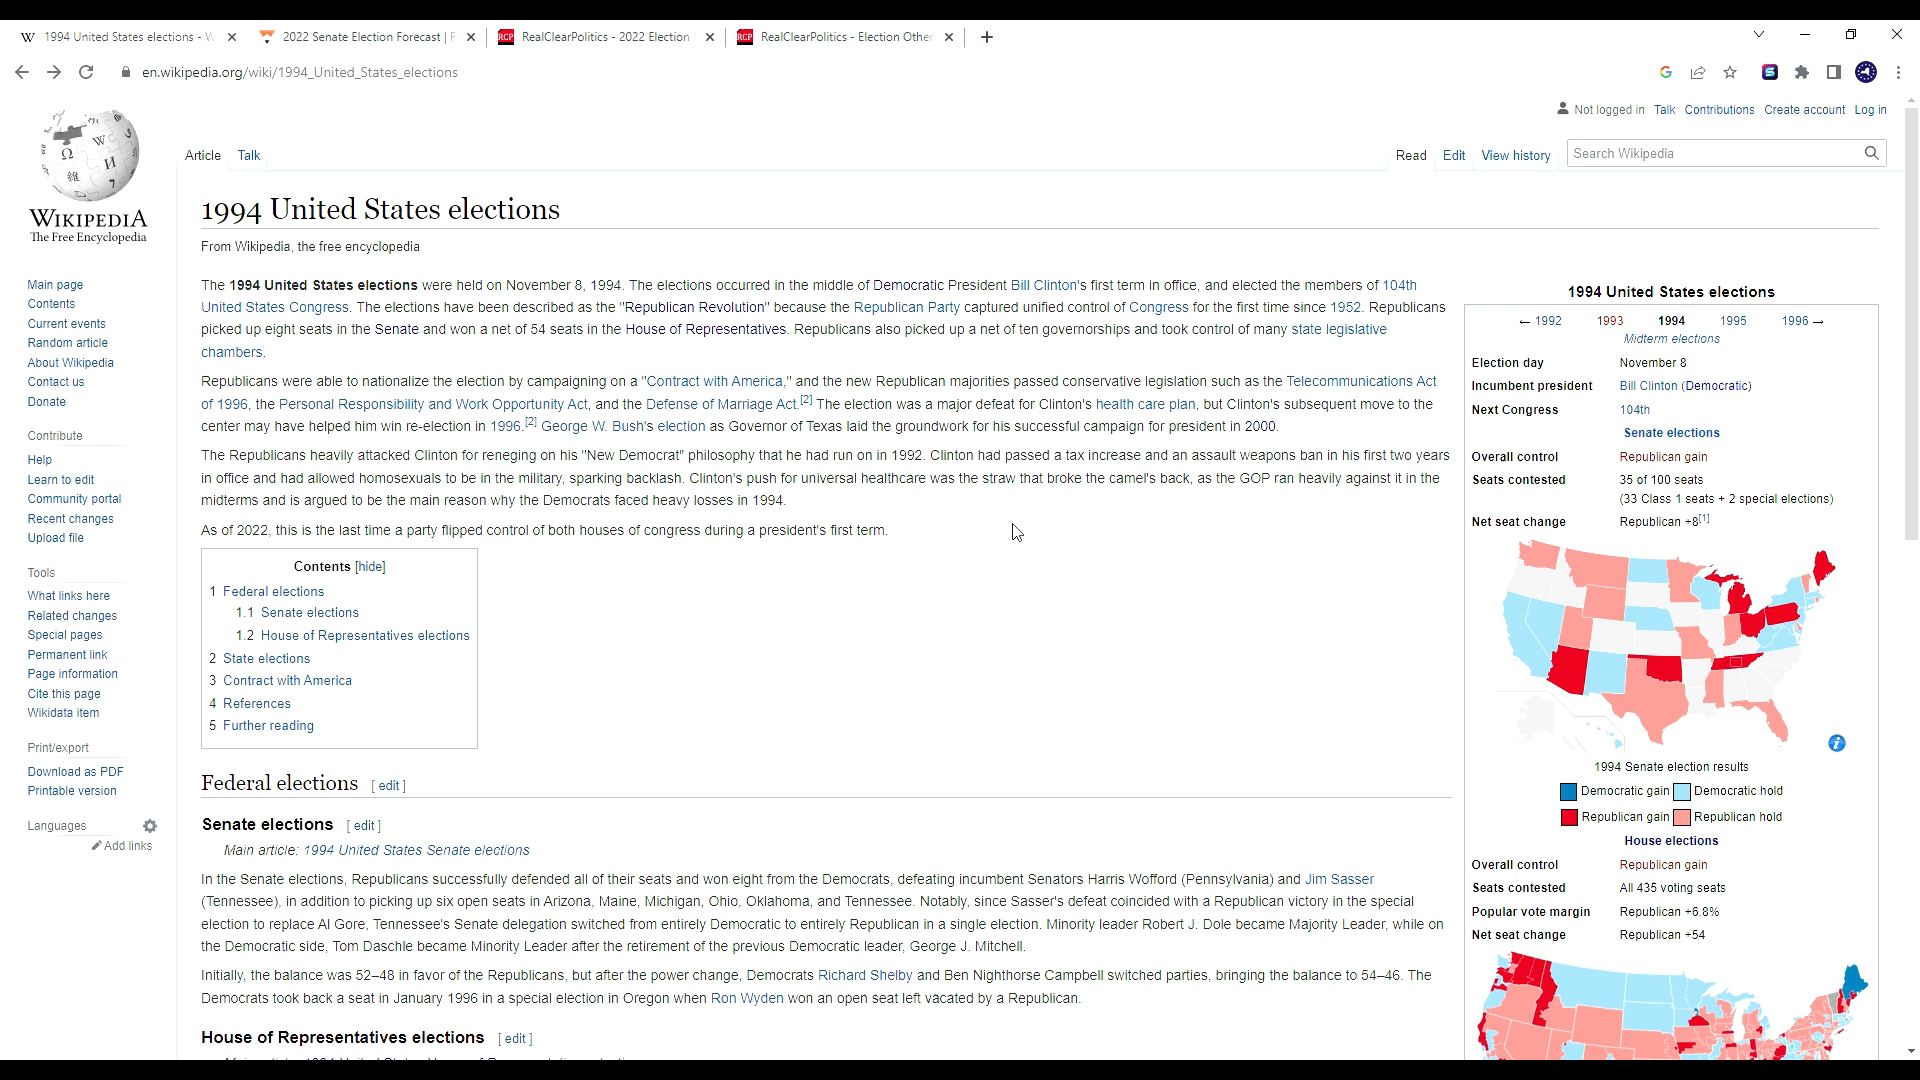 1994 United States elections - W
2022 Senate Election Forecast | F
RCP RealClearPolitics - 2022 Election
RCP RealClearPolitics - Election Other
en.wikipedia.org/wiki/1994_United_States_elections
Not logged in Talk Contributions Create account Log in
Article Talk
Read Edit View history
Search Wikipedia
WIKIPEDIA
The Free Encyclopedia
Main page
Contents
Current events
Random article
About Wikipedia
Contact us
Donate
Contribute
Help
Learn to edit
Community portal
Recent changes
Upload file
Tools
What links here
Related changes
Special pages
Permanent link
Page information
Cite this page
Wikidata item
Print/export
Download as PDF
Printable version
Languages
Add links
1994 United States elections
From Wikipedia, the free encyclopedia
The 1994 United States elections were held on November 8, 1994. The elections occurred in the middle of Democratic President Bill Clinton's first term in office, and elected the members of 104th
United States Congress. The elections have been described as the "Republican Revolution" because the Republican Party captured unified control of Congress for the first time since 1952. Republicans
picked up eight seats in the Senate and won a net of 54 seats in the House of Representatives. Republicans also picked up a net of ten governorships and took control of many state legislative
chambers.
Republicans were able to nationalize the election by campaigning on a "Contract with America," and the new Republican majorities passed conservative legislation such as the Telecommunications Act
of 1996, the Personal Responsibility and Work Opportunity Act, and the Defense of Marriage Act.[2] The election was a major defeat for Clinton's health care plan, but Clinton's subsequent move to the
center may have helped him win re-election in 1996.[2] George W. Bush's election as Governor of Texas laid the groundwork for his successful campaign for president in 2000.
The Republicans heavily attacked Clinton for reneging on his "New Democrat" philosophy that he had run on in 1992. Clinton had passed a tax increase and an assault weapons ban in his first two years
in office and had allowed homosexuals to be in the military, sparking backlash. Clinton's push for universal healthcare was the straw that broke the camel's back, as the GOP ran heavily against it in the
midterms and is argued to be the main reason why the Democrats faced heavy losses in 1994.
As of 2022, this is the last time a party flipped control of both houses of congress during a president's first term.
Contents [hide]
1 Federal elections
1.1 Senate elections
1.2 House of Representatives elections
2 State elections
3 Contract with America
4 References
5 Further reading
Federal elections [ edit ]
Senate elections [ edit ]
Main article: 1994 United States Senate elections
In the Senate elections, Republicans successfully defended all of their seats and won eight from the Democrats, defeating incumbent Senators Harris Wofford (Pennsylvania) and Jim Sasser
(Tennessee), in addition to picking up six open seats in Arizona, Maine, Michigan, Ohio, Oklahoma, and Tennessee. Notably, since Sasser's defeat coincided with a Republican victory in the special
election to replace Al Gore, Tennessee's Senate delegation switched from entirely Democratic to entirely Republican in a single election. Minority leader Robert J. Dole became Majority Leader, while on
the Democratic side, Tom Daschle became Minority Leader after the retirement of the previous Democratic leader, George J. Mitchell.
Initially, the balance was 52–48 in favor of the Republicans, but after the power change, Democrats Richard Shelby and Ben Nighthorse Campbell switched parties, bringing the balance to 54–46. The
Democrats took back a seat in January 1996 in a special election in Oregon when Ron Wyden won an open seat left vacated by a Republican.
House of Representatives elections [ edit ]
1994 United States elections
← 1992 1993 1994 1995 1996 →
Midterm elections
Election day November 8
Incumbent president Bill Clinton (Democratic)
Next Congress 104th
Senate elections
Overall control Republican gain
Seats contested 35 of 100 seats
(33 Class 1 seats + 2 special elections)
Net seat change Republican +8[1]
1994 Senate election results
Democratic gain Democratic hold
Republican gain Republican hold
House elections
Overall control Republican gain
Seats contested All 435 voting seats
Popular vote margin Republican +6.8%
Net seat change Republican +54